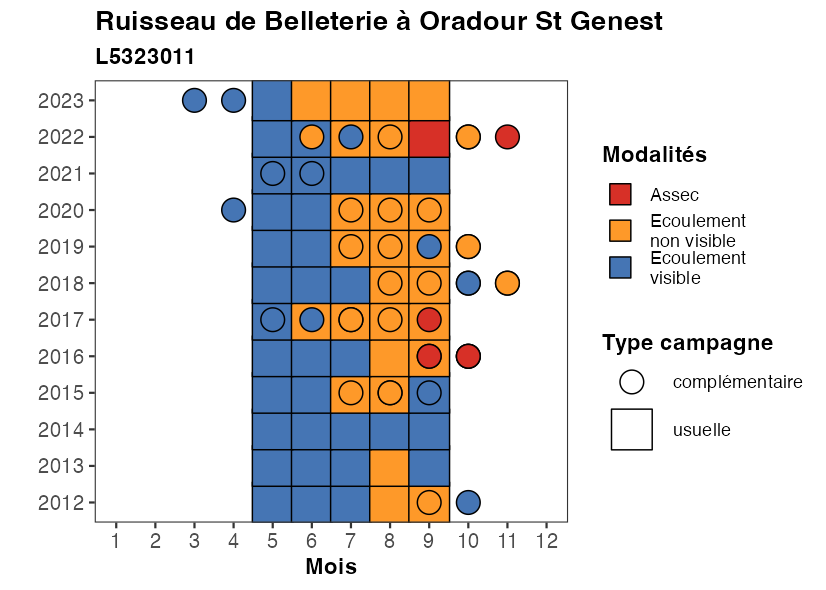 Ruisseau de Belleterie à Oradour St Genest
L5323011
2023
2022
2021
2020
2019
2018
2017
2016
2015
2014
2013
2012
1 2 3 4 5 6 7 8 9 10 11 12
Mois
Modalités
Assec
Ecoulement
non visible
Ecoulement
visible
Type campagne
complémentaire
usuelle